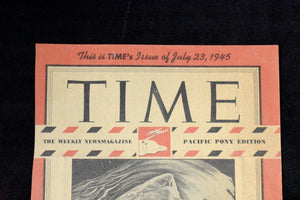 This is TIME's Issue of July 23, 1945
TIME
THE WEEKLY NEWSMAGAZINE PACIFIC PONY EDITION